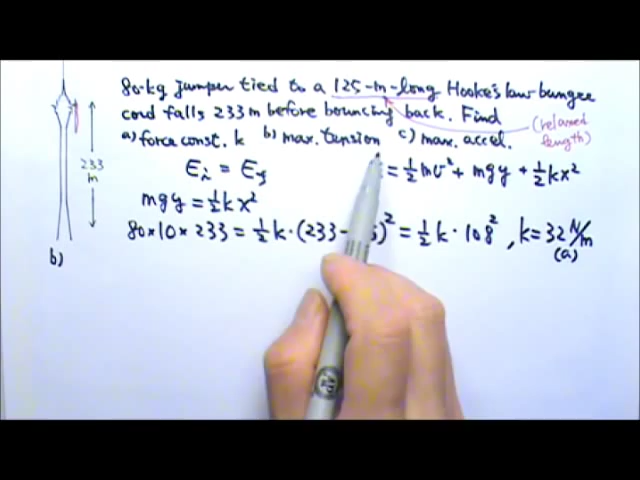 80-kg jumper tied to a 125-m-long Hooke's law bungee
cord falls 233 m before bouncing back. Find (relaxed length)
a) force const. k b) max. tension c) max. accel.
233 m
Ei = Ef = ½mv² + mgy + ½kx²
mgy = ½kx²
80×10×233 = ½k·(233- )² = ½k·108², k=32 N/m
(a)
b)